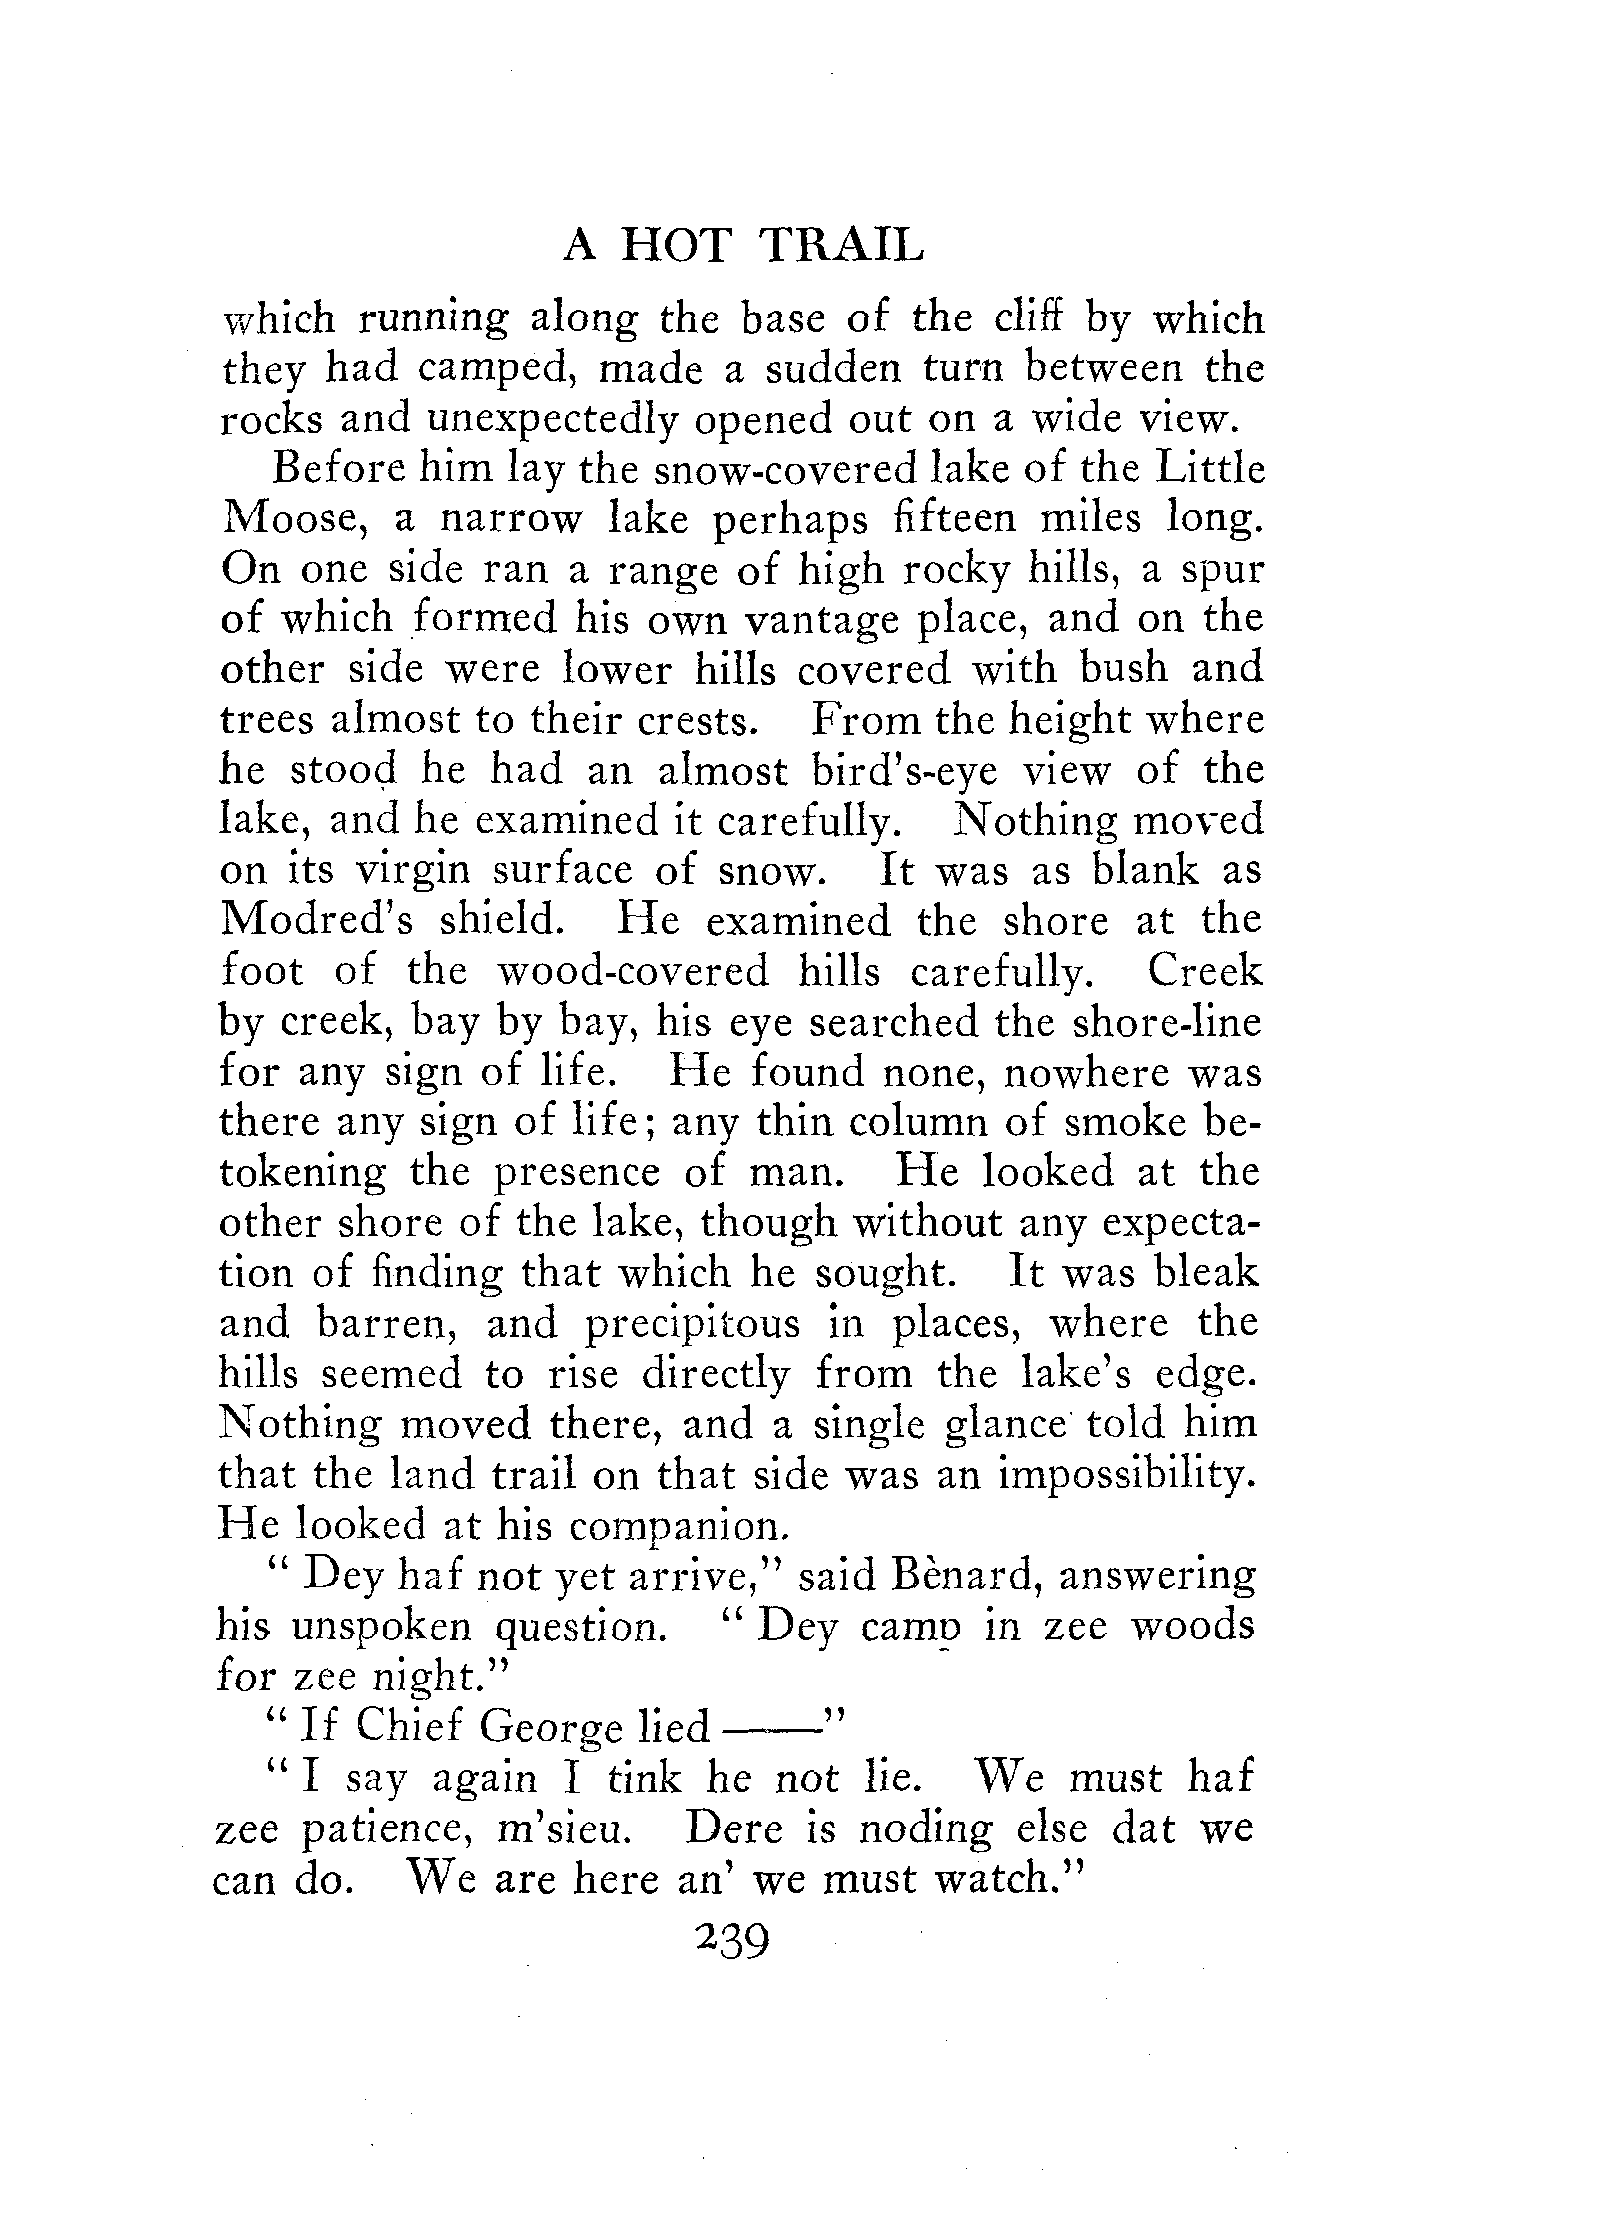 A HOT TRAIL
which running along the base of the cliff by which
they had camped, made a sudden turn between the
rocks and unexpectedly opened out on a wide view.
Before him lay the snow-covered lake of the Little
Moose, a narrow lake perhaps fifteen miles long.
On one side ran a range of high rocky hills, a spur
of which formed his own vantage place, and on the
other side were lower hills covered with bush and
trees almost to their crests. From the height where
he stood he had an almost bird's-eye view of the
lake, and he examined it carefully. Nothing moved
on its virgin surface of snow. It was as blank as
Modred's shield. He examined the shore at the
foot of the wood-covered hills carefully. Creek
by creek, bay by bay, his eye searched the shore-line
for any sign of life. He found none, nowhere was
there any sign of life; any thin column of smoke be-
tokening the presence of man. He looked at the
other shore of the lake, though without any expecta-
tion of finding that which he sought. It was bleak
and barren, and precipitous in places, where the
hills seemed to rise directly from the lake's edge.
Nothing moved there, and a single glance told him
that the land trail on that side was an impossibility.
He looked at his companion.
" Dey haf not yet arrive," said Bènard, answering
his unspoken question. " Dey camp in zee woods
for zee night."
" If Chief George lied ——"
" I say again I tink he not lie. We must haf
zee patience, m'sieu. Dere is noding else dat we
can do. We are here an' we must watch."
239